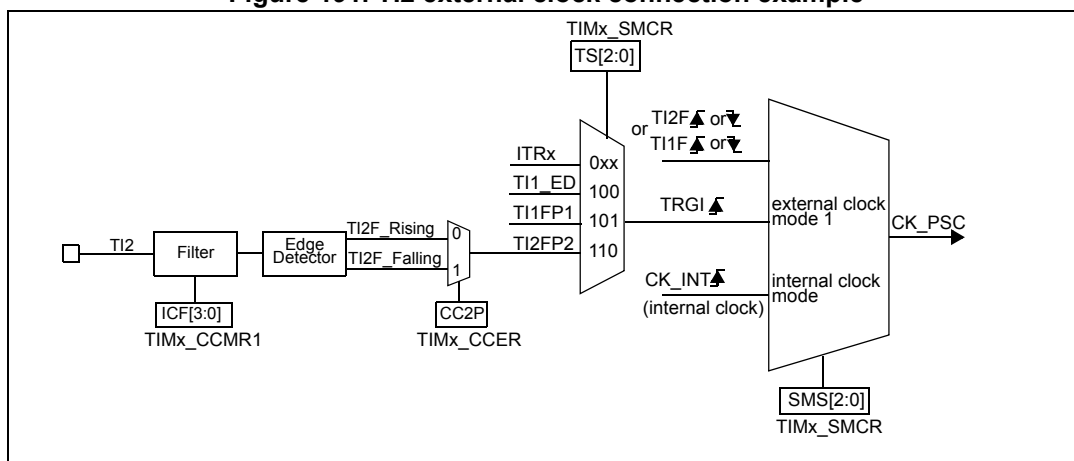 Figure TI2 external clock connection example
TIMx_SMCR
TS[2:0]
or TI2F or
TI1F or
ITRx
0xx
TI1_ED
100
TRGI
external clock
mode 1
CK_PSC
TI1FP1
101
TI2F_Rising
0
TI2
Filter
Edge
Detector
TI2FP2
110
TI2F_Falling
1
CK_INT
(internal clock)
internal clock
mode
ICF[3:0]
TIMx_CCMR1
CC2P
TIMx_CCER
SMS[2:0]
TIMx_SMCR